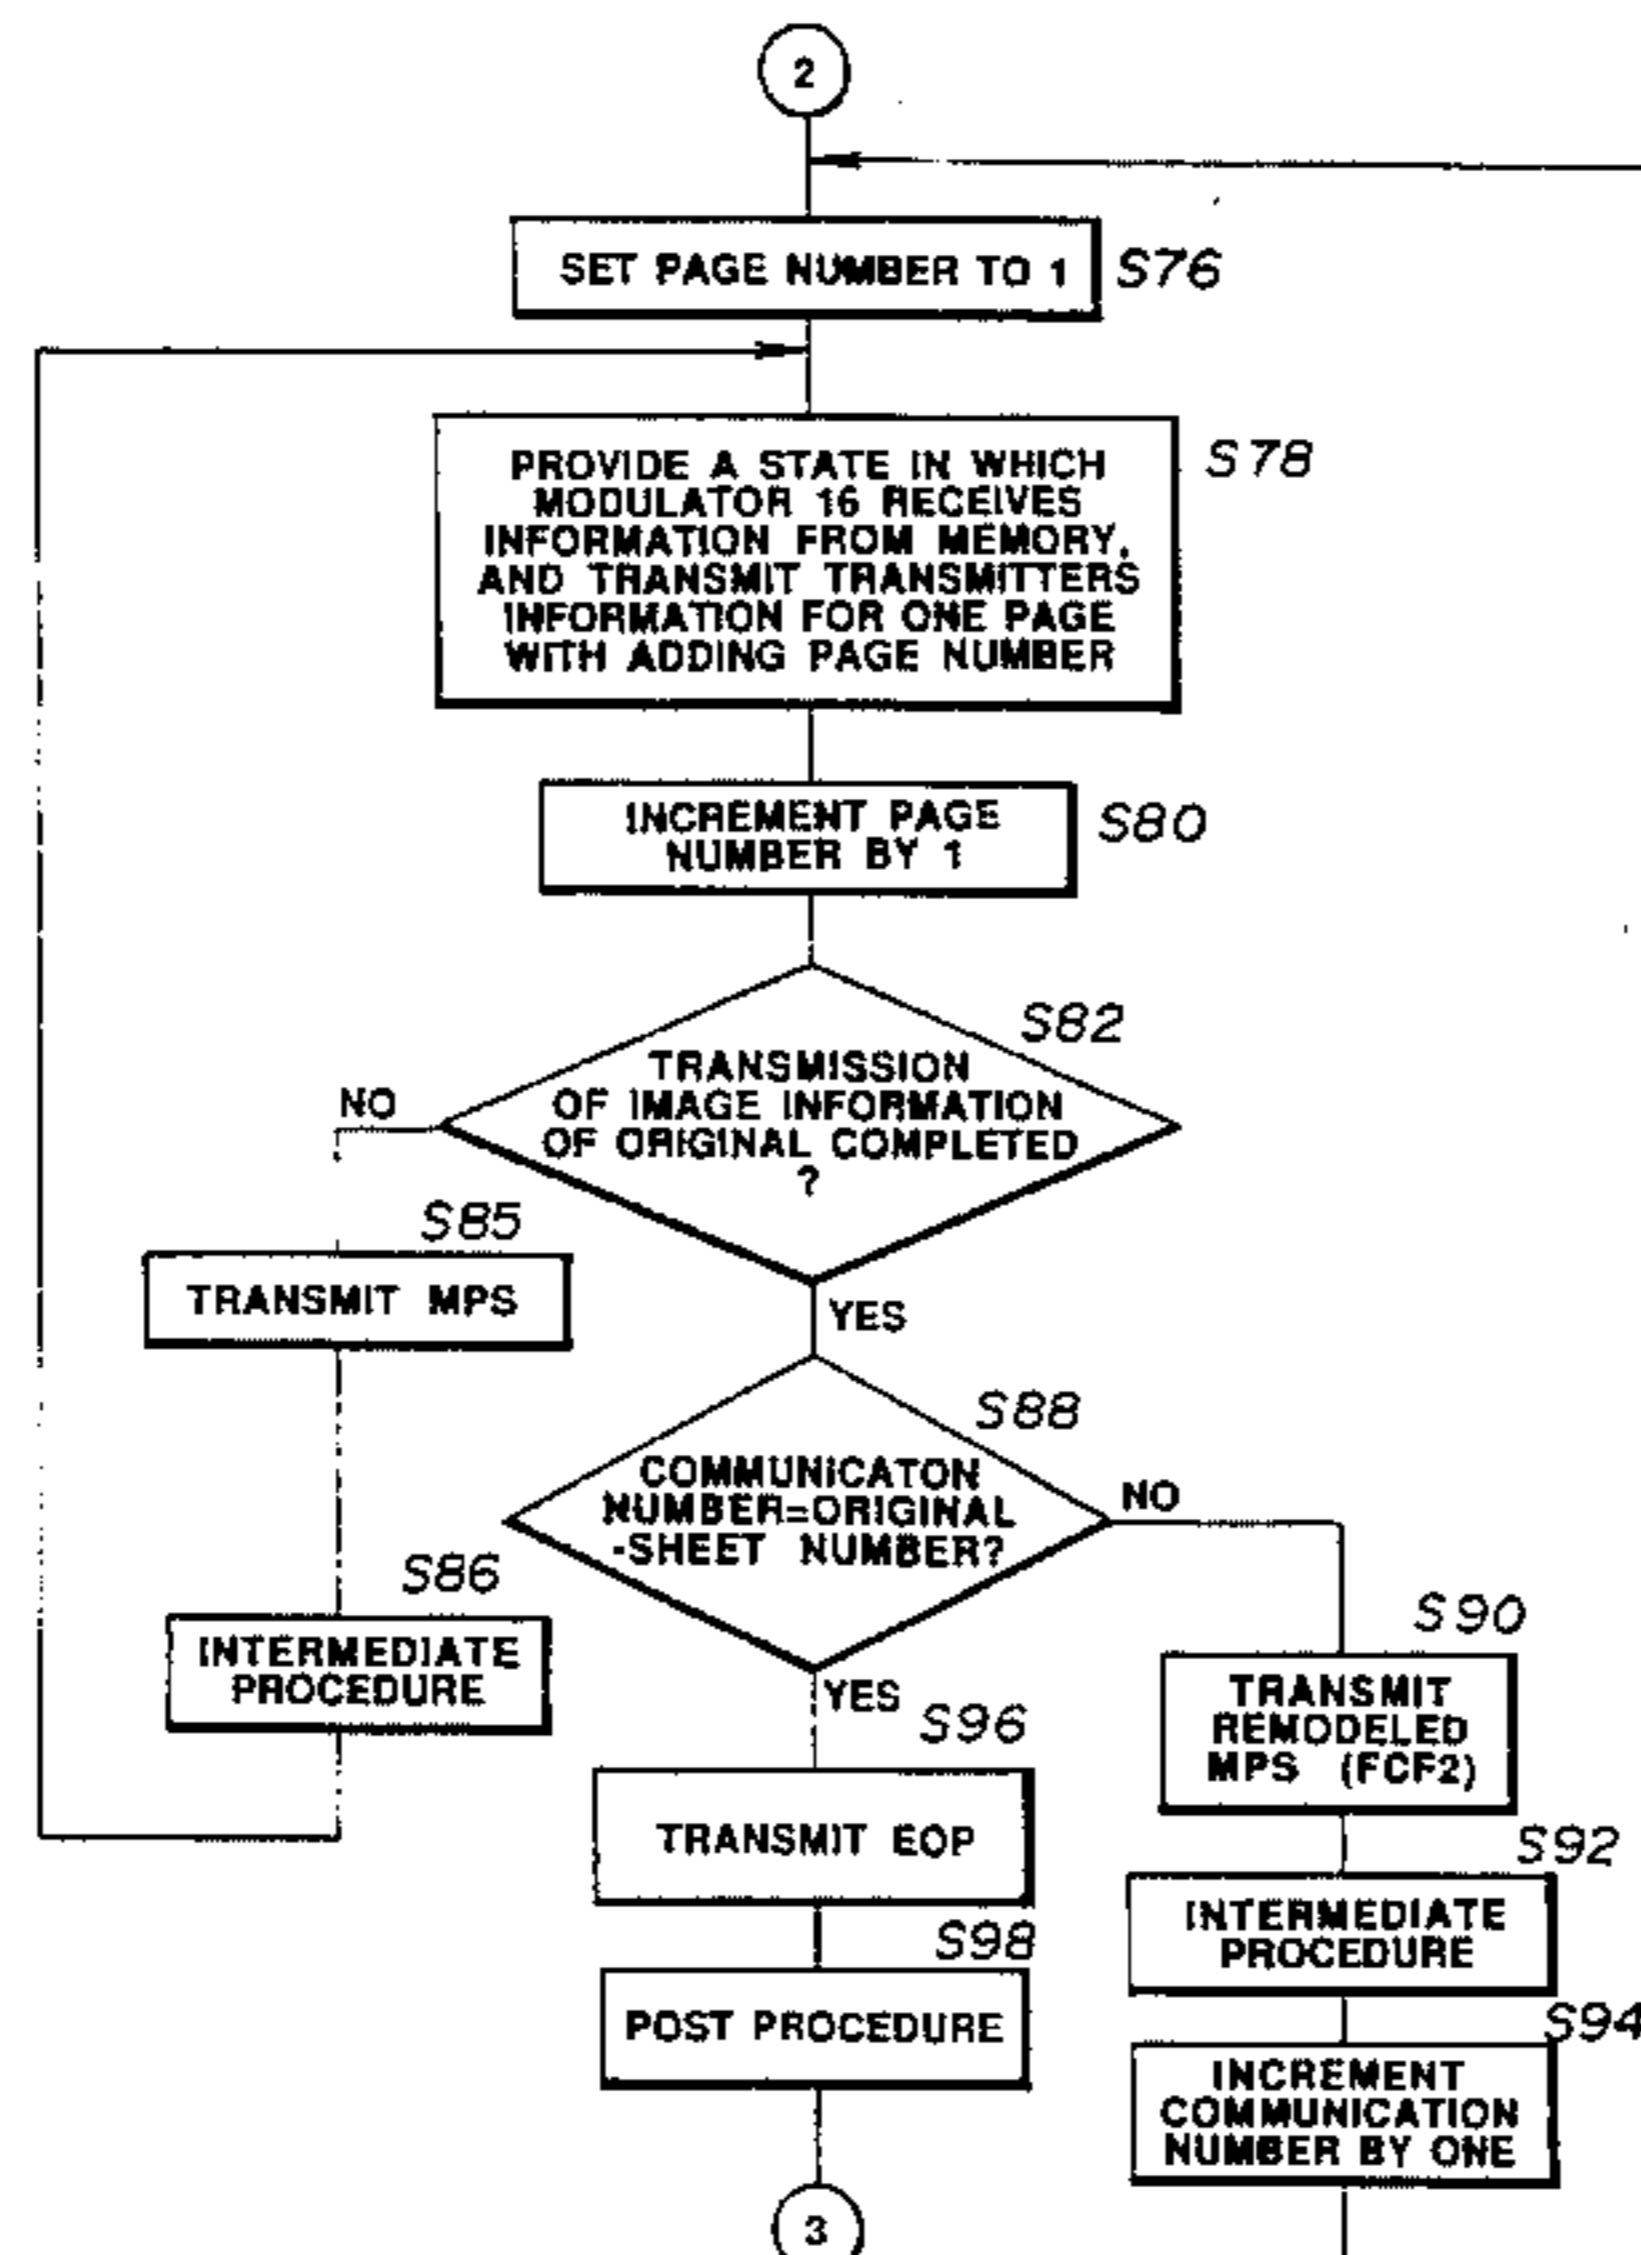 2
SET PAGE NUMBER TO 1
S76
PROVIDE A STATE IN WHICH
MODULATOR 16 RECEIVES
INFORMATION FROM MEMORY,
AND TRANSMIT TRANSMITTERS
INFORMATION FOR ONE PAGE
WITH ADDING PAGE NUMBER
S78
INCREMENT PAGE
NUMBER BY 1
S80
S82
TRANSMISSION
OF IMAGE INFORMATION
OF ORIGINAL COMPLETED
?
NO
YES
S85
TRANSMIT MPS
S86
INTERMEDIATE
PROCEDURE
S88
COMMUNICATON
NUMBER=ORIGINAL
-SHEET NUMBER?
NO
YES
S90
TRANSMIT
REMODELED
MPS (FCF2)
S92
INTERMEDIATE
PROCEDURE
S94
INCREMENT
COMMUNICATION
NUMBER BY ONE
S96
TRANSMIT EOP
S98
POST PROCEDURE
3